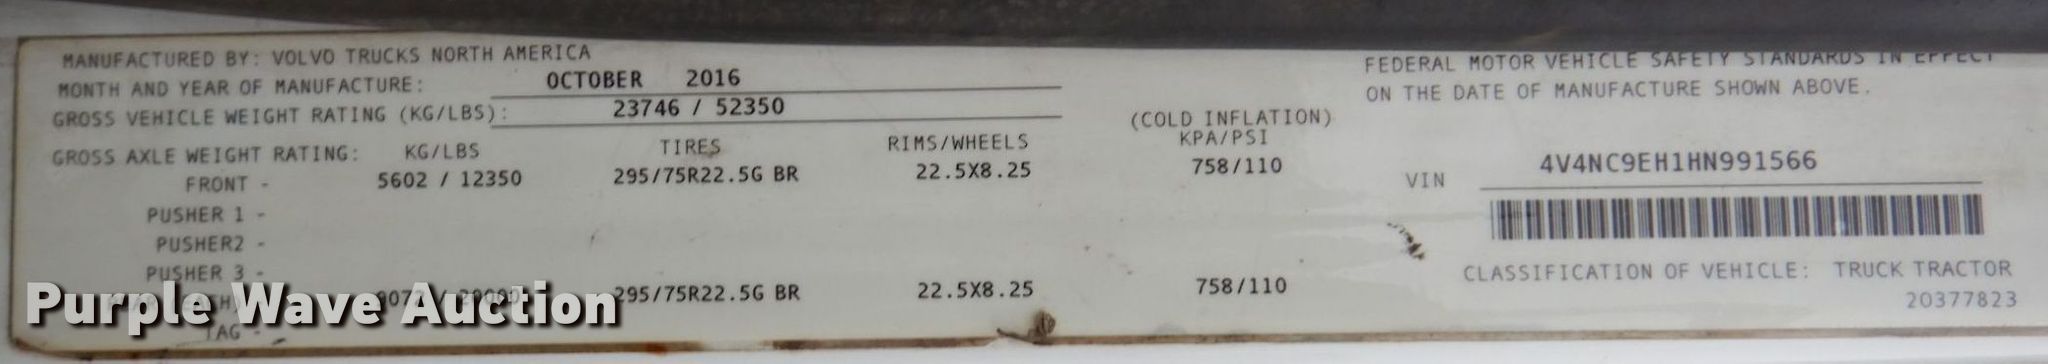 MANUFACTURED BY: VOLVO TRUCKS NORTH AMERICA
MONTH AND YEAR OF MANUFACTURE: OCTOBER 2016
GROSS VEHICLE WEIGHT RATING (KG/LBS): 23746 / 52350
GROSS AXLE WEIGHT RATING: KG/LBS TIRES RIMS/WHEELS (COLD INFLATION) KPA/PSI
FRONT - 5602 / 12350 295/75R22.5G BR 22.5X8.25 758/110
PUSHER 1 -
PUSHER2 -
PUSHER 3 -
295/75R22.5G BR 22.5X8.25 758/110
TAG -
FEDERAL MOTOR VEHICLE SAFETY STANDARDS IN EFFECT
ON THE DATE OF MANUFACTURE SHOWN ABOVE.
VIN 4V4NC9EH1HN991566
CLASSIFICATION OF VEHICLE: TRUCK TRACTOR
20377823
Purple Wave Auction